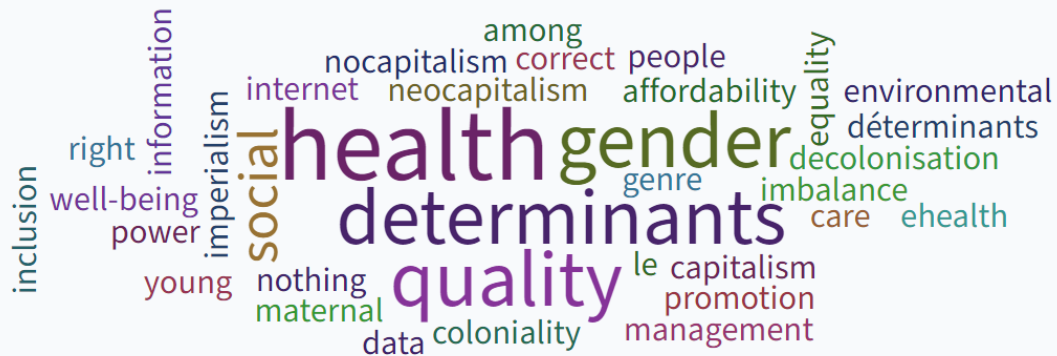 among
nocapitalism correct people
internet neocapitalism affordability equality environmental
information
health gender
déterminants
right
imperialism
social
decolonisation
genre
imbalance
inclusion
well-being
determinants
care ehealth
power
quality
le capitalism
young nothing
promotion
maternal
coloniality management
data